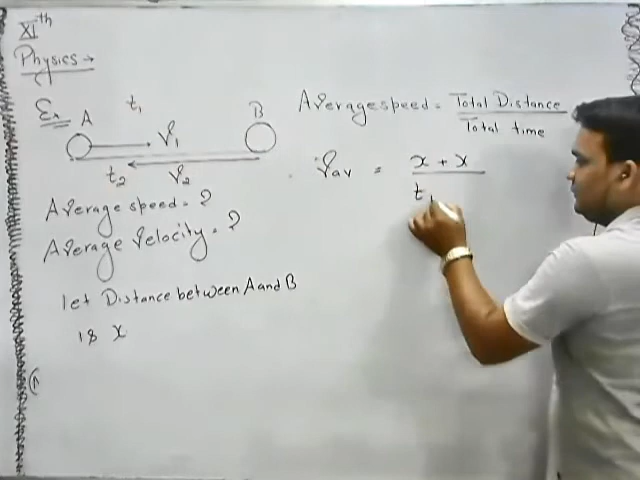 XIth
Physics →
Ex A t1 B
V1
t2 V2
Average speed = ?
Average Velocity = ?
let Distance between A and B
is x
Average speed = Total Distance / Total time
Vav = x + x / t1